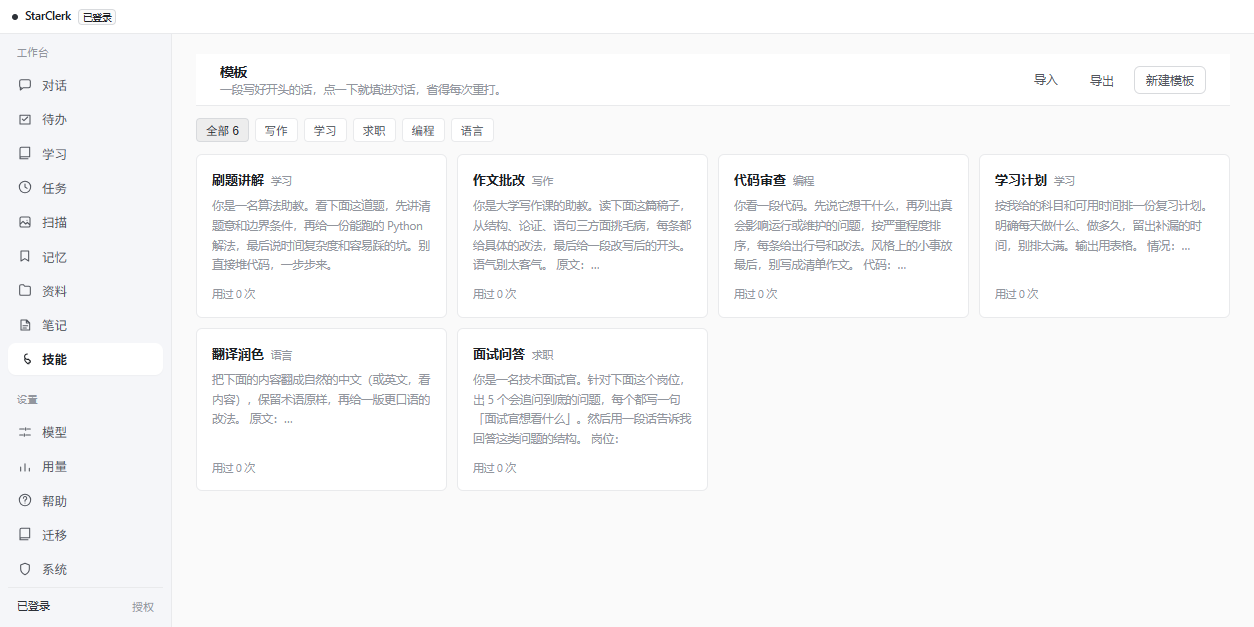 StarClerk 已登录
工作台
对话
待办
学习
任务
扫描
记忆
资料
笔记
技能
设置
模型
用量
帮助
迁移
系统
已登录 授权
模板
一段写好开头的话，点一下就填进对话，省得每次重打。
导入 导出 新建模板
全部 6 写作 学习 求职 编程 语言
刷题讲解 学习
你是一名算法助教。看下面这道题，先讲清
题意和边界条件，再给一份能跑的 Python
解法，最后说时间复杂度和容易踩的坑。别
直接堆代码，一步步来。
用过 0 次
作文批改 写作
你是大学写作课的助教。读下面这篇稿子，
从结构、论证、语句三方面挑毛病，每条都
给具体的改法，最后给一段改写后的开头。
语气别太客气。 原文：...
用过 0 次
代码审查 编程
你看一段代码。先说它想干什么，再列出真
会影响运行或维护的问题，按严重程度排
序，每条给出行号和改法。风格上的小事放
最后，别写成清单作文。 代码：...
用过 0 次
学习计划 学习
按我给的科目和可用时间排一份复习计划。
明确每天做什么、做多久，留出补漏的时
间，别排太满。输出用表格。 情况：...
用过 0 次
翻译润色 语言
把下面的内容翻成自然的中文（或英文，看
内容），保留术语原样，再给一版更口语的
改法。 原文：...
用过 0 次
面试问答 求职
你是一名技术面试官。针对下面这个岗位，
出 5 个会追问到底的问题，每个都写一句
「面试官想看什么」。然后用一段话告诉我
回答这类问题的结构。 岗位：
用过 0 次